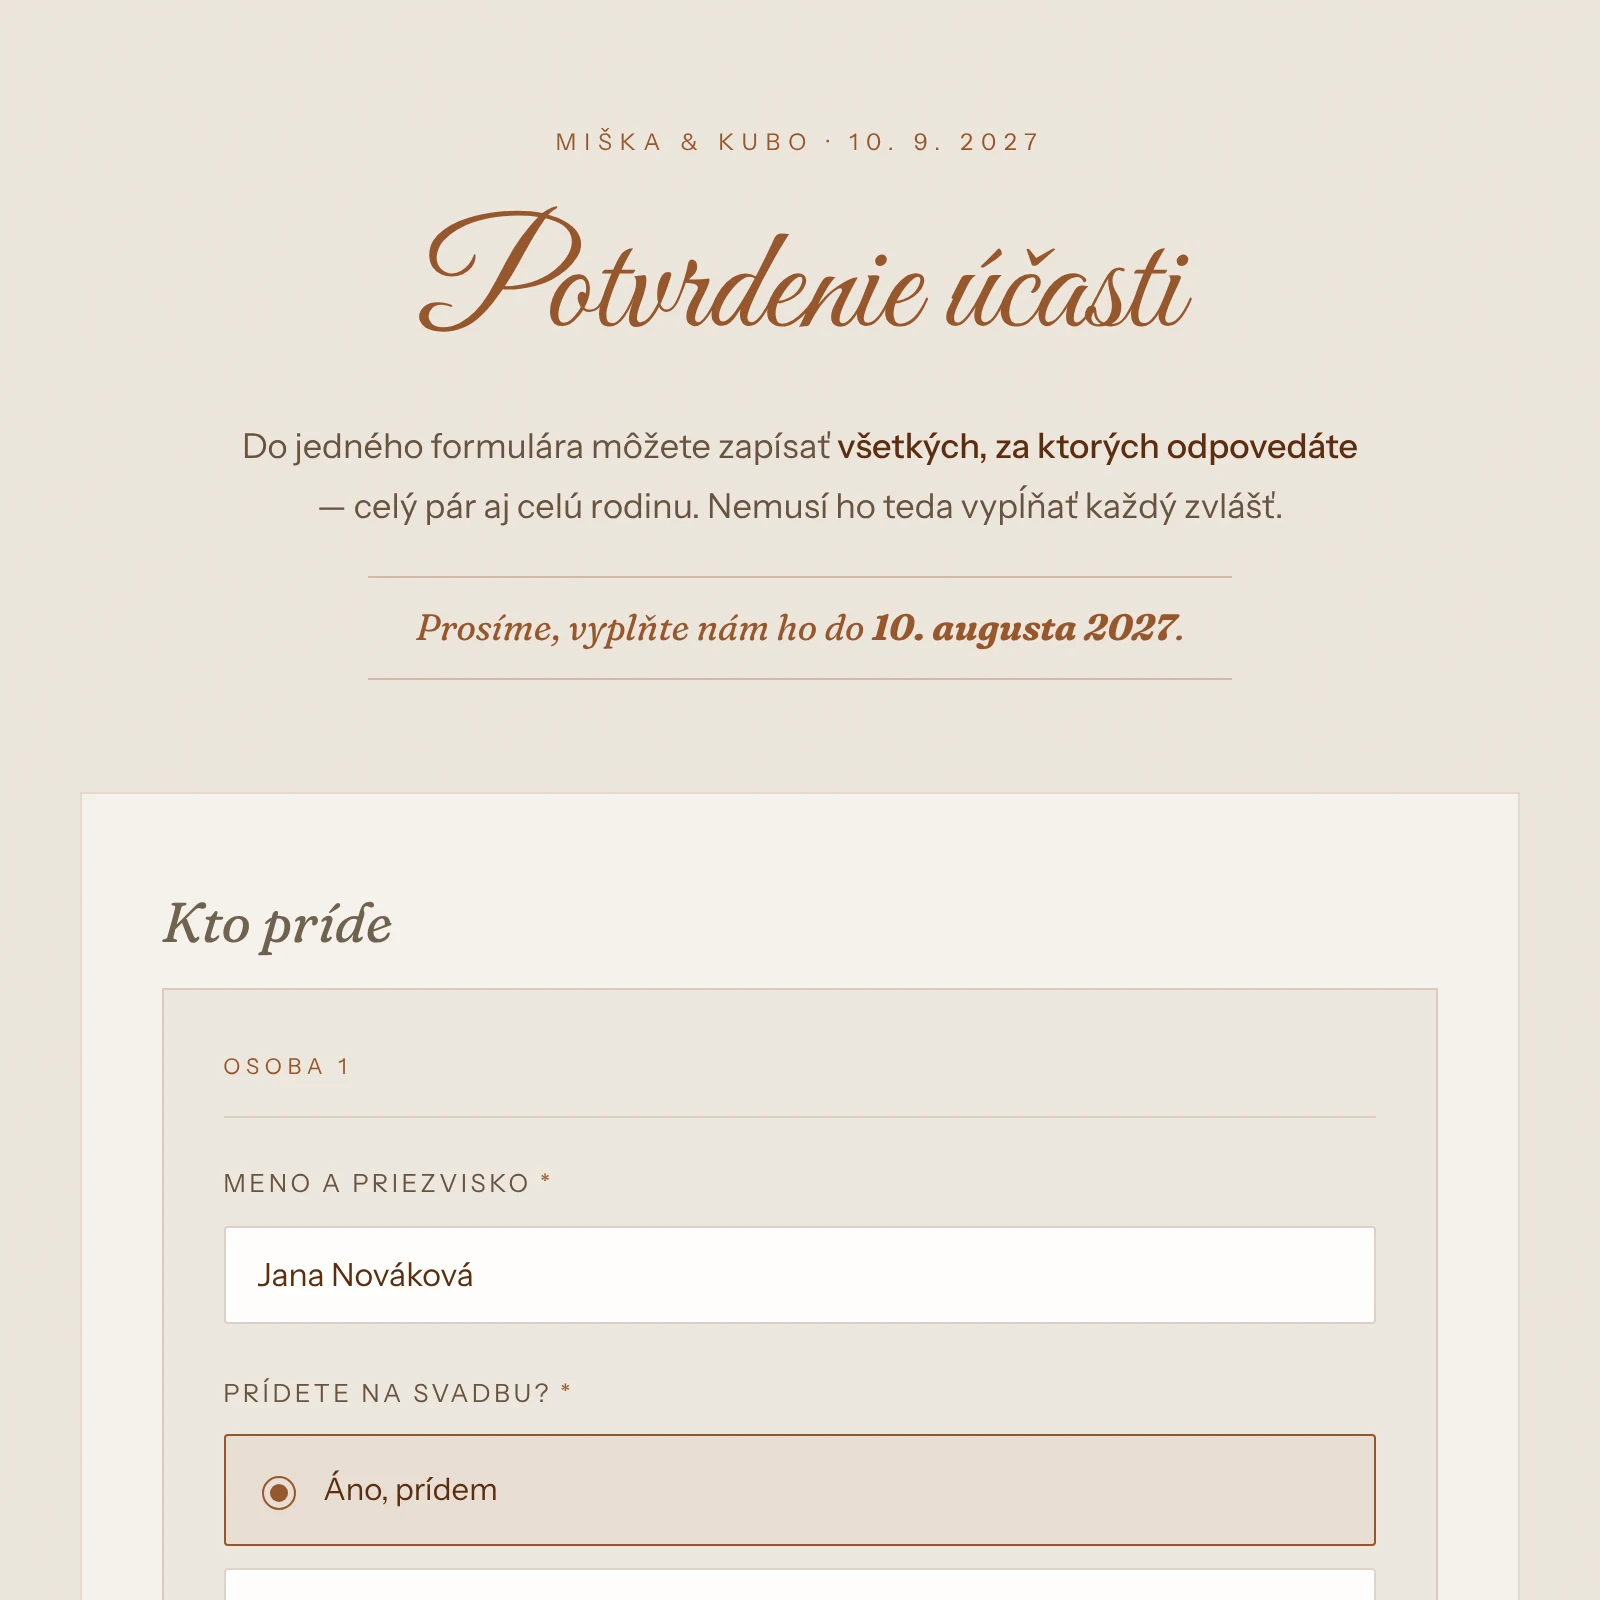 MIŠKA & KUBO · 10. 9. 2027
Potvrdenie účasti
Do jedného formulára môžete zapísať všetkých, za ktorých odpovedáte
— celý pár aj celú rodinu. Nemusí ho teda vypĺňať každý zvlášť.
Prosíme, vyplňte nám ho do 10. augusta 2027.
Kto príde
OSOBA 1
MENO A PRIEZVISKO *
Jana Nováková
PRÍDETE NA SVADBU? *
Áno, prídem